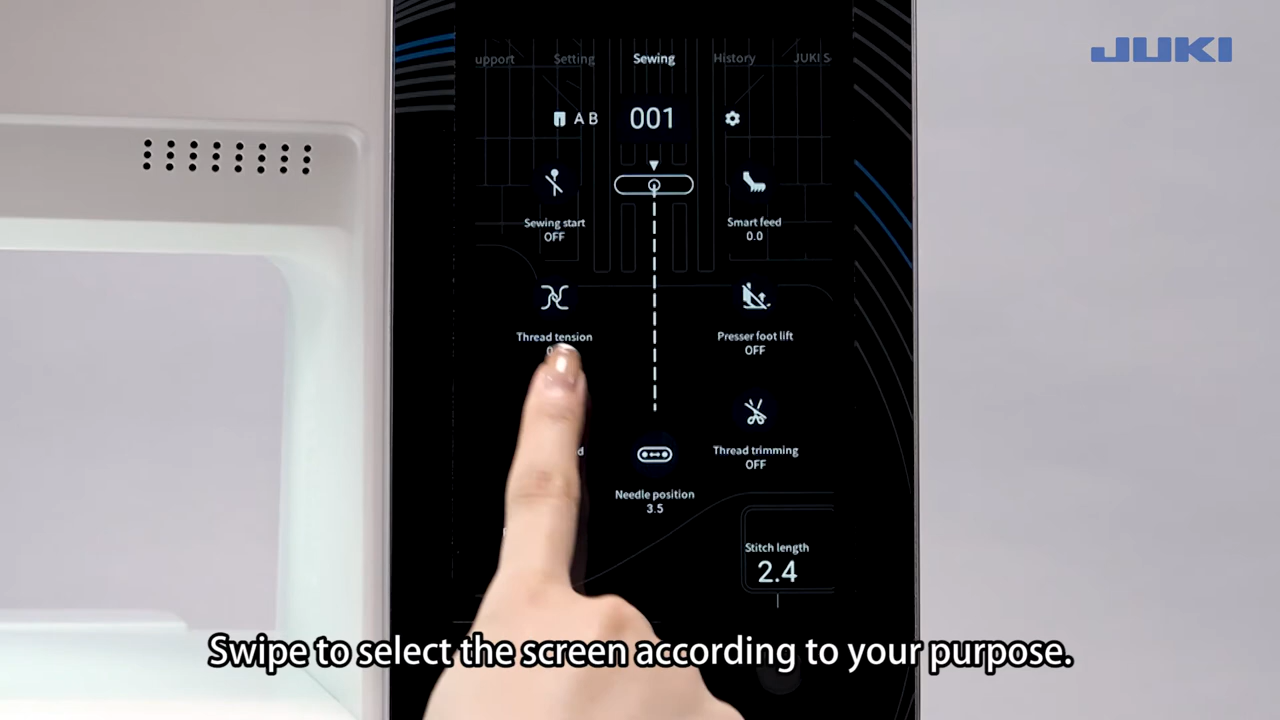 JUKI
upport Setting Sewing History JUKI S
A B 001
Sewing start
OFF
Smart feed
0.0
Thread tension
Presser foot lift
OFF
Thread trimming
OFF
Needle position
3.5
Stitch length
2.4
Swipe to select the screen according to your purpose.